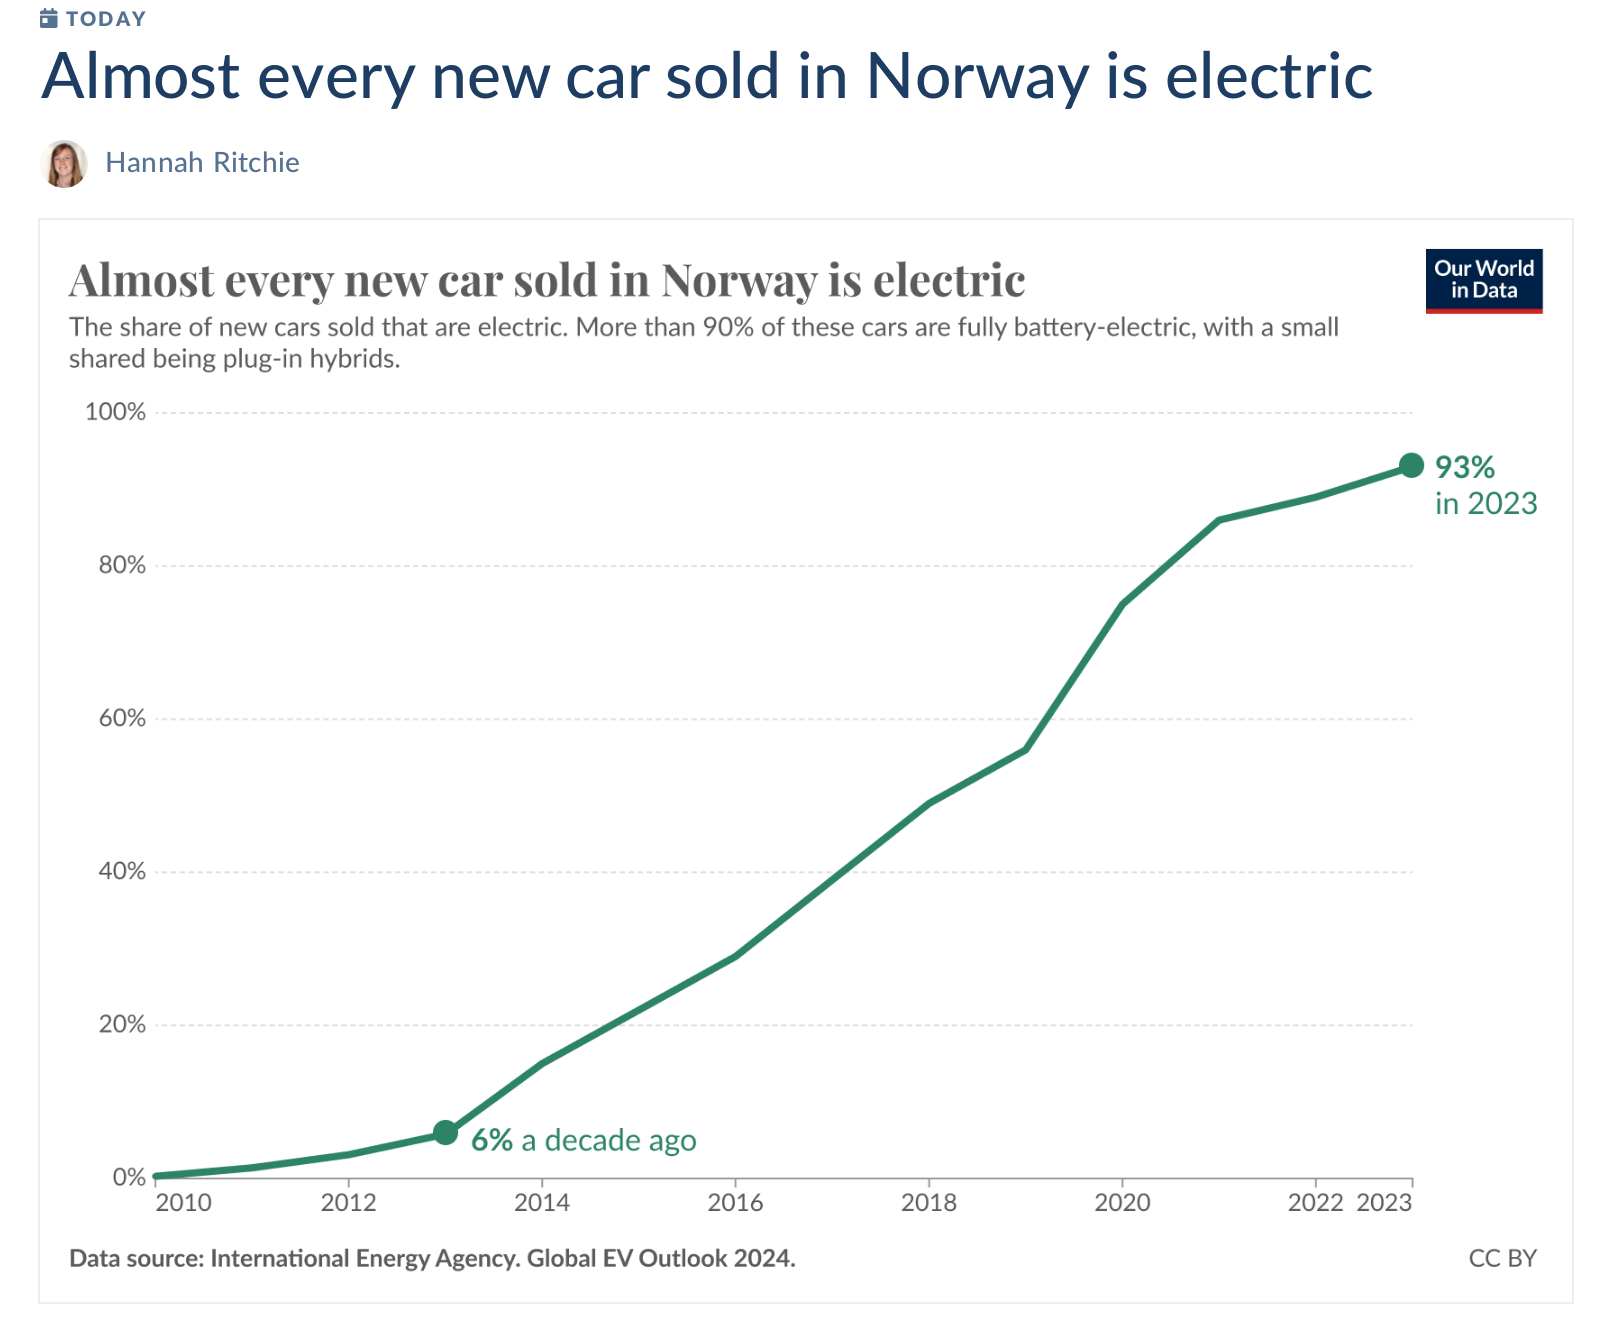 TODAY
Almost every new car sold in Norway is electric
Hannah Ritchie
Almost every new car sold in Norway is electric
Our World
in Data
The share of new cars sold that are electric. More than 90% of these cars are fully battery-electric, with a small
shared being plug-in hybrids.
100%
93%
in 2023
80%
60%
40%
20%
6% a decade ago
0%
2010 2012 2014 2016 2018 2020 2022 2023
Data source: International Energy Agency. Global EV Outlook 2024.
CC BY